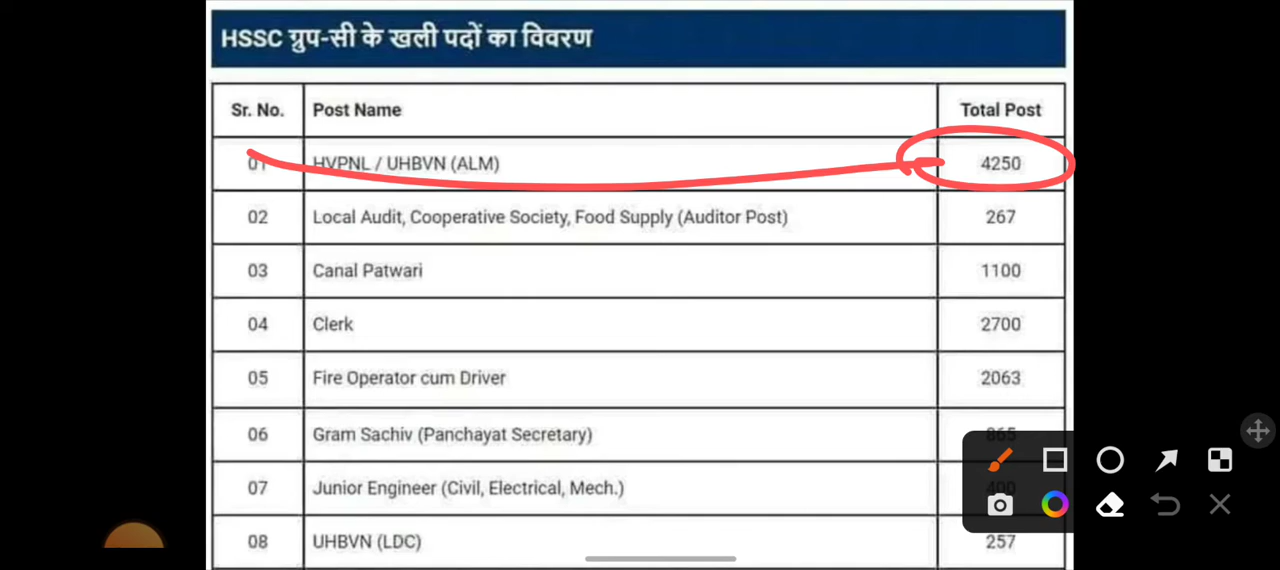 HSSC ग्रुप-सी के खली पदों का विवरण
Sr. No. Post Name Total Post
01 HVPNL / UHBVN (ALM) 4250
02 Local Audit, Cooperative Society, Food Supply (Auditor Post) 267
03 Canal Patwari 1100
04 Clerk 2700
05 Fire Operator cum Driver 2063
06 Gram Sachiv (Panchayat Secretary) 865
07 Junior Engineer (Civil, Electrical, Mech.) 400
08 UHBVN (LDC) 257